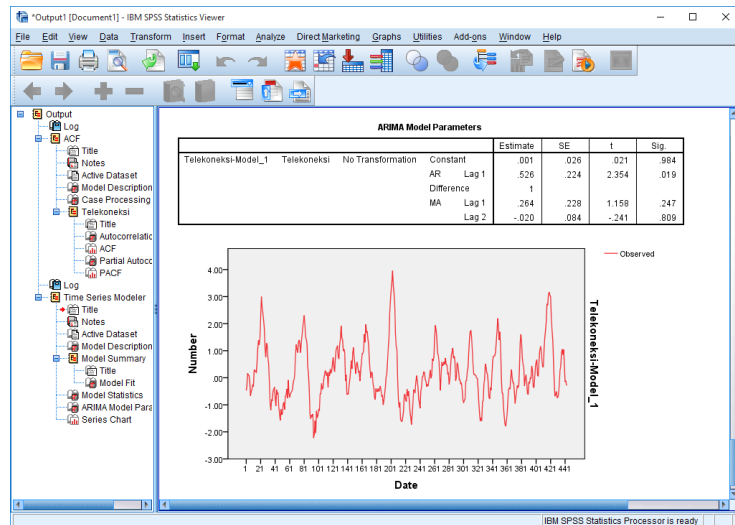 *Output1 [Document1] - IBM SPSS Statistics Viewer
File Edit View Data Transform Insert Format Analyze Direct Marketing Graphs Utilities Add-ons Window Help
Output
Log
ACF
Title
Notes
Active Dataset
Model Description
Case Processing
Telekoneksi
Title
Autocorrelatic
ACF
Partial Autocc
PACF
Log
Time Series Modeler
Title
Notes
Active Dataset
Model Description
Model Summary
Title
Model Fit
Model Statistics
ARIMA Model Para
Series Chart
ARIMA Model Parameters
Estimate SE t Sig.
Telekoneksi-Model_1 Telekoneksi No Transformation Constant .001 .026 .021 .984
AR Lag 1 .526 .224 2.354 .019
Difference 1
MA Lag 1 .264 .228 1.158 .247
Lag 2 -.020 .084 -.241 .809
Observed
4.00
3.00
2.00
1.00
.00
-1.00
-2.00
-3.00
Number
Telekoneksi-Model_1
1 21 41 61 81 101 121 141 161 181 201 221 241 261 281 301 321 341 361 381 401 421 441
Date
IBM SPSS Statistics Processor is ready